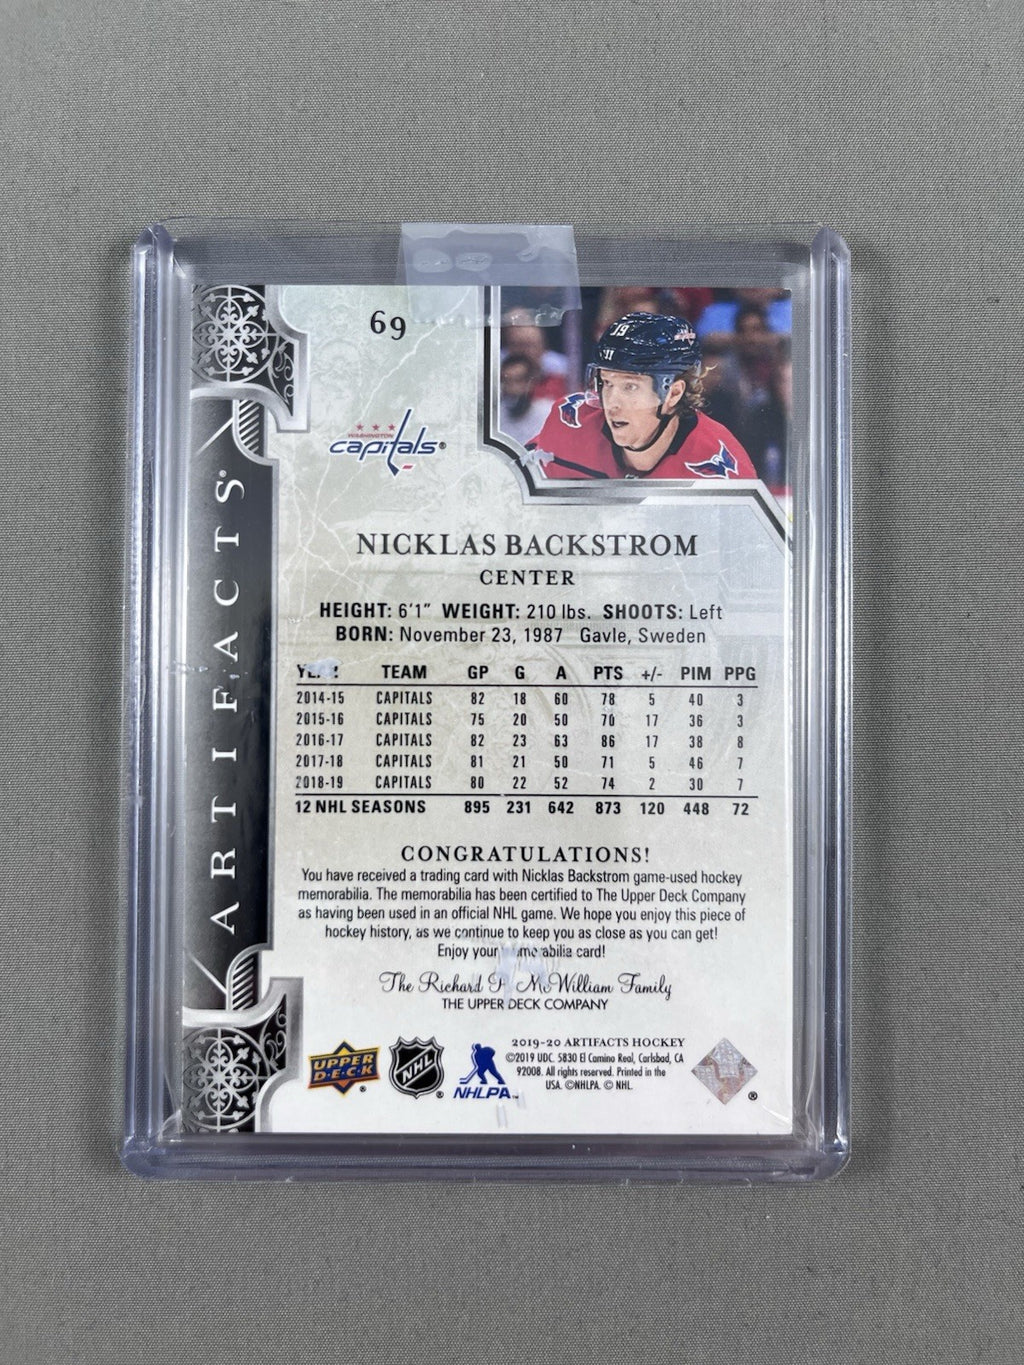 69
WASHINGTON
capitals®
19
ARTIFACTS®
NICKLAS BACKSTROM
CENTER
HEIGHT: 6'1" WEIGHT: 210 lbs. SHOOTS: Left
BORN: November 23, 1987 Gavle, Sweden
TEAM GP G A PTS +/- PIM PPG
2014-15 CAPITALS 82 18 60 78 5 40 3
2015-16 CAPITALS 75 20 50 70 17 36 3
2016-17 CAPITALS 82 23 63 86 17 38 8
2017-18 CAPITALS 81 21 50 71 5 46 7
2018-19 CAPITALS 80 22 52 74 2 30 7
12 NHL SEASONS 895 231 642 873 120 448 72
CONGRATULATIONS!
You have received a trading card with Nicklas Backstrom game-used hockey
memorabilia. The memorabilia has been certified to The Upper Deck Company
as having been used in an official NHL game. We hope you enjoy this piece of
hockey history, as we continue to keep you as close as you can get!
Enjoy your memorabilia card!
The Richard P. McWilliam Family
THE UPPER DECK COMPANY
2019-20 ARTIFACTS HOCKEY
©2019 UDC. 5830 El Camino Real, Carlsbad, CA
92008. All rights reserved. Printed in the
USA. ©NHLPA. © NHL.
UPPER
DECK®
NHL®
NHLPA™
®